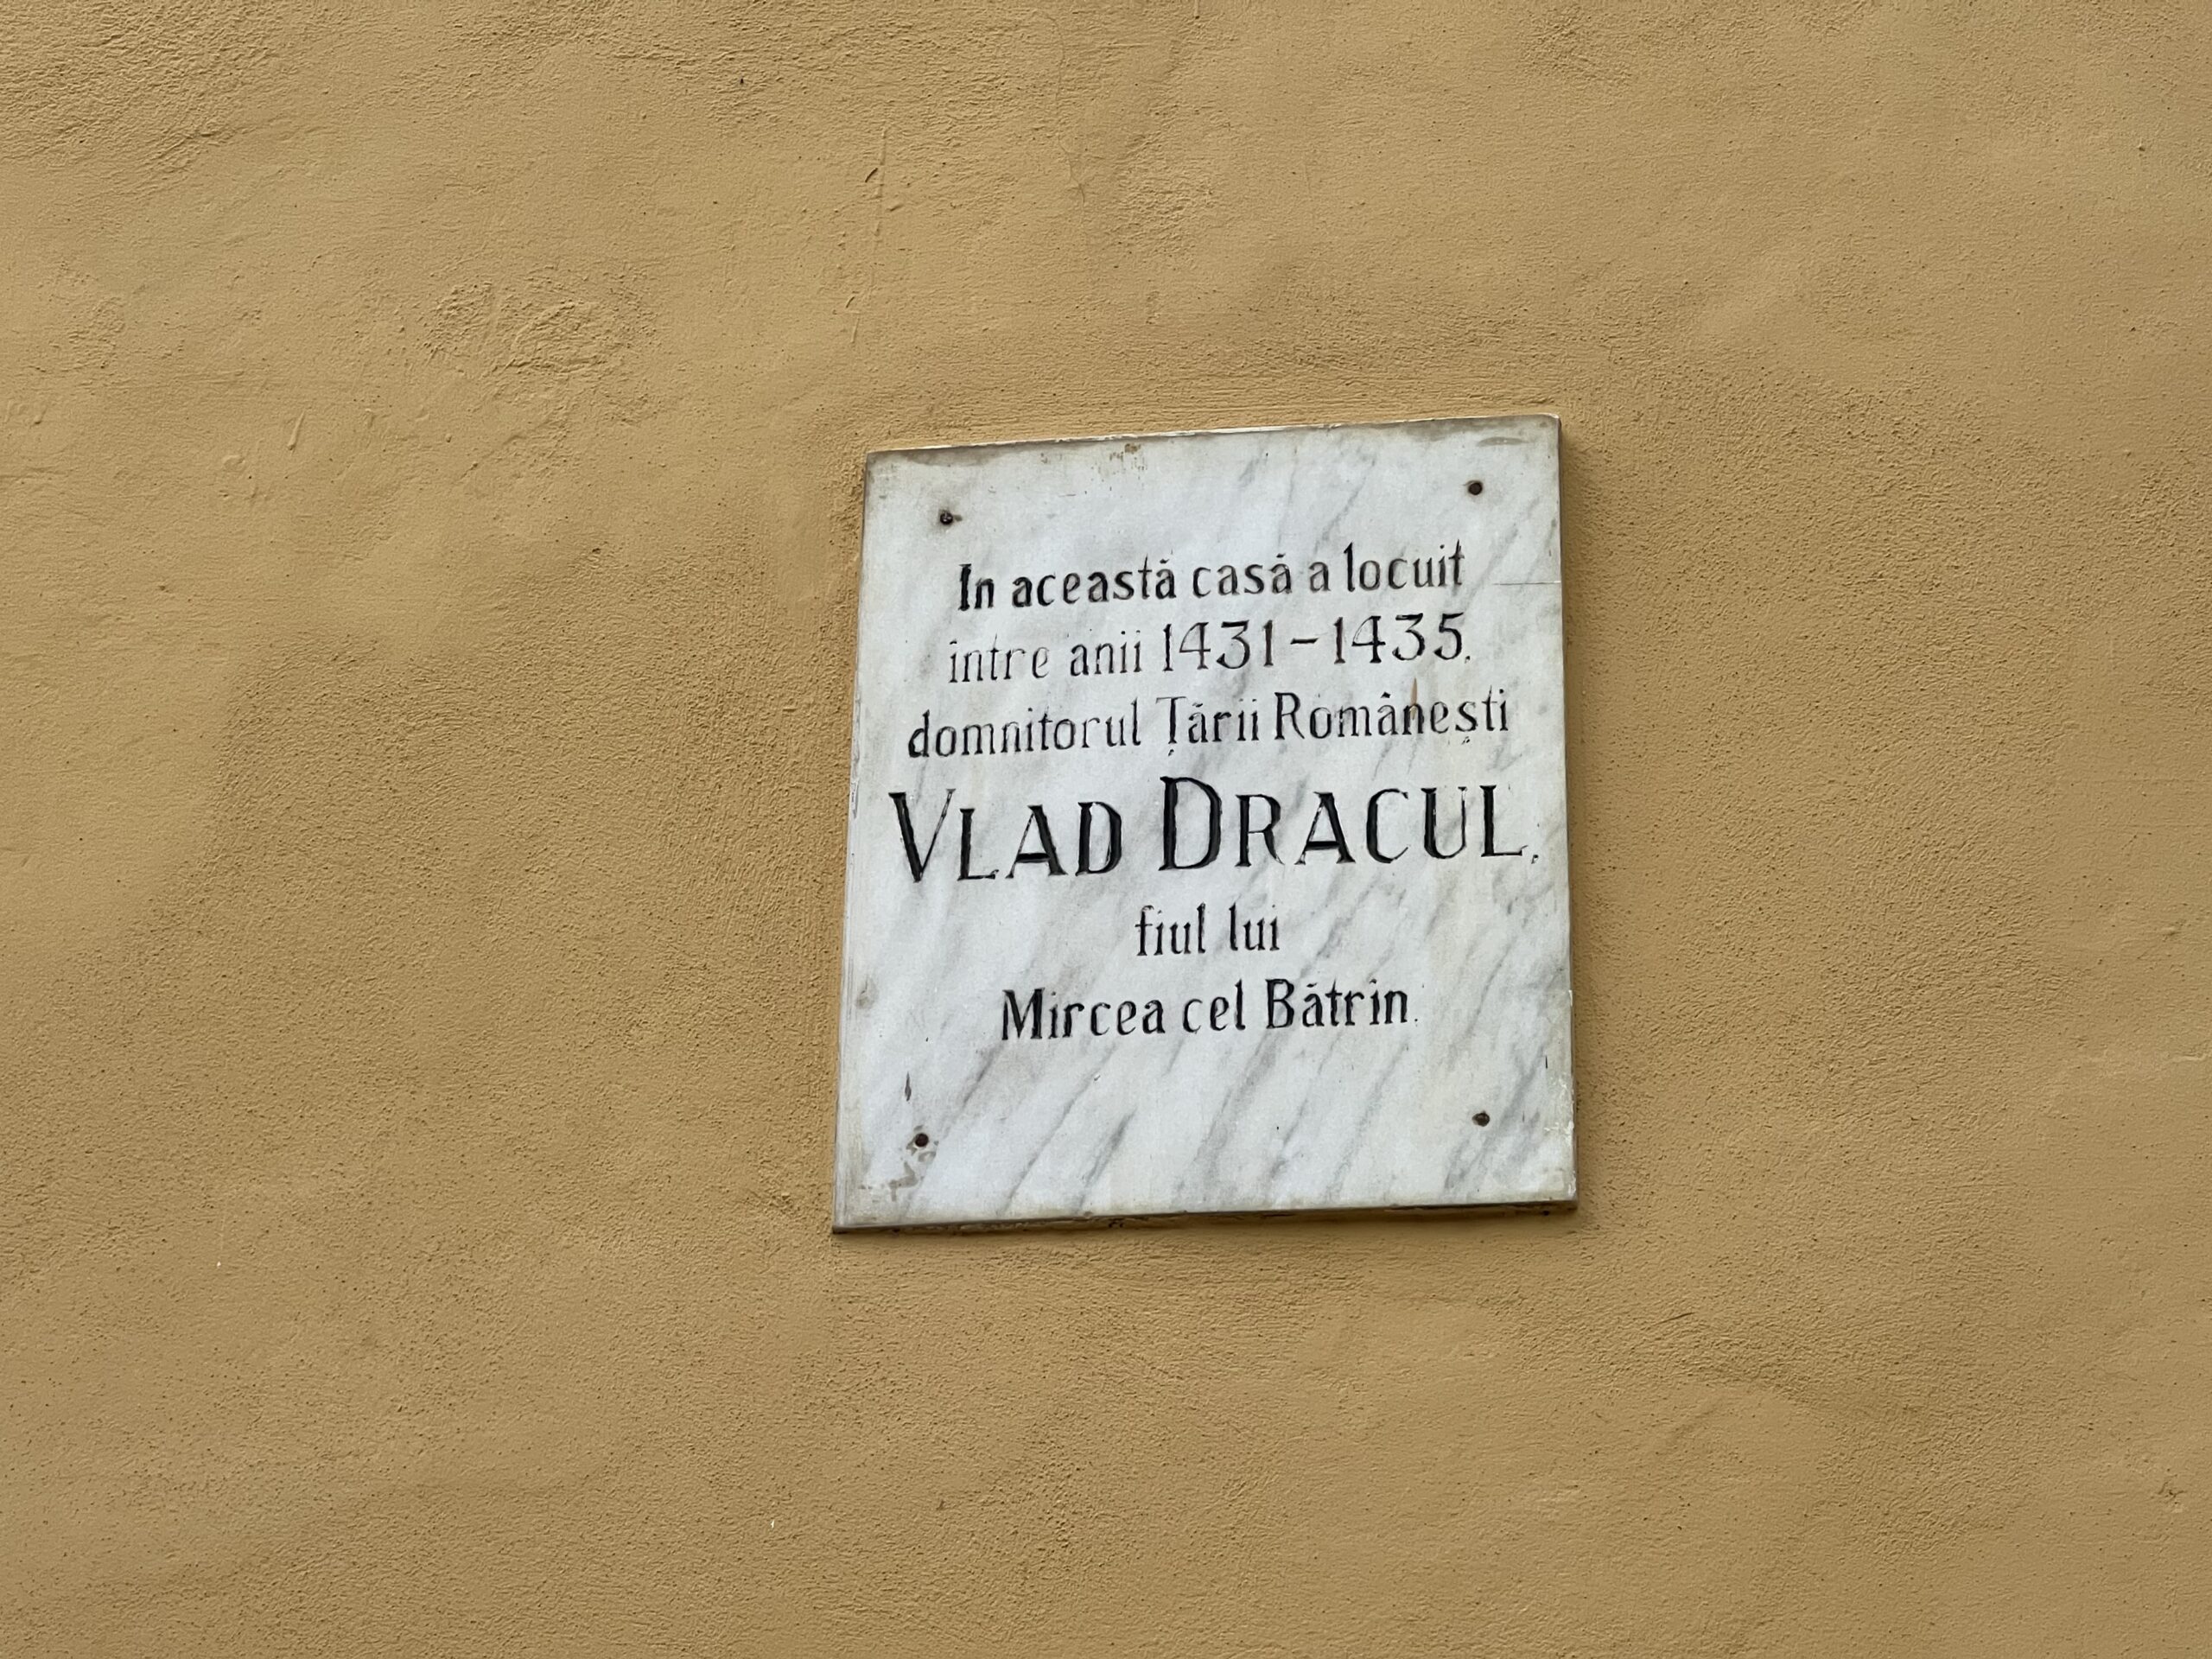 In această casă a locuit
între anii 1431-1435.
domnitorul Țării Românești
VLAD DRACUL.
fiul lui
Mircea cel Bătrîn.